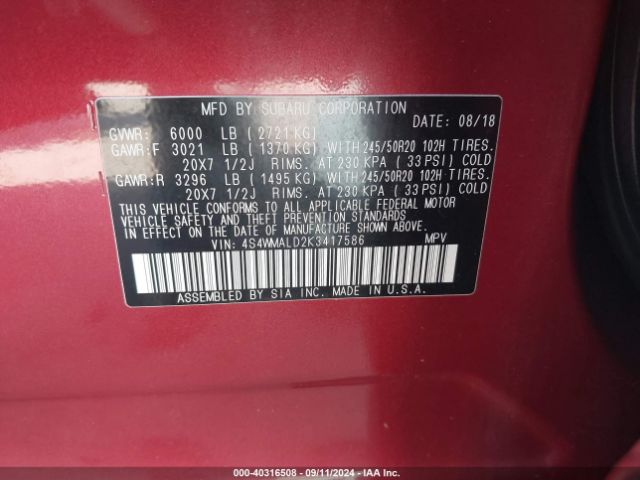 MFD BY SUBARU CORPORATION
DATE: 08/18
GVWR: 6000 LB ( 2721 KG)
GAWR:F 3021 LB ( 1370 KG) WITH 245/50R20 102H TIRES.
20X7 1/2J RIMS. AT 230 KPA ( 33 PSI) COLD
GAWR:R 3296 LB ( 1495 KG) WITH 245/50R20 102H TIRES.
20X7 1/2J RIMS. AT 230 KPA ( 33 PSI) COLD
THIS VEHICLE CONFORMS TO ALL APPLICABLE FEDERAL MOTOR
VEHICLE SAFETY AND THEFT PREVENTION STANDARDS
IN EFFECT ON THE DATE OF MANUFACTURE SHOWN ABOVE.
VIN: 4S4WMALD2K3417586 MPV
ASSEMBLED BY SIA INC. MADE IN U.S.A.
000-40316508 - 09/11/2024 - IAA, Inc.